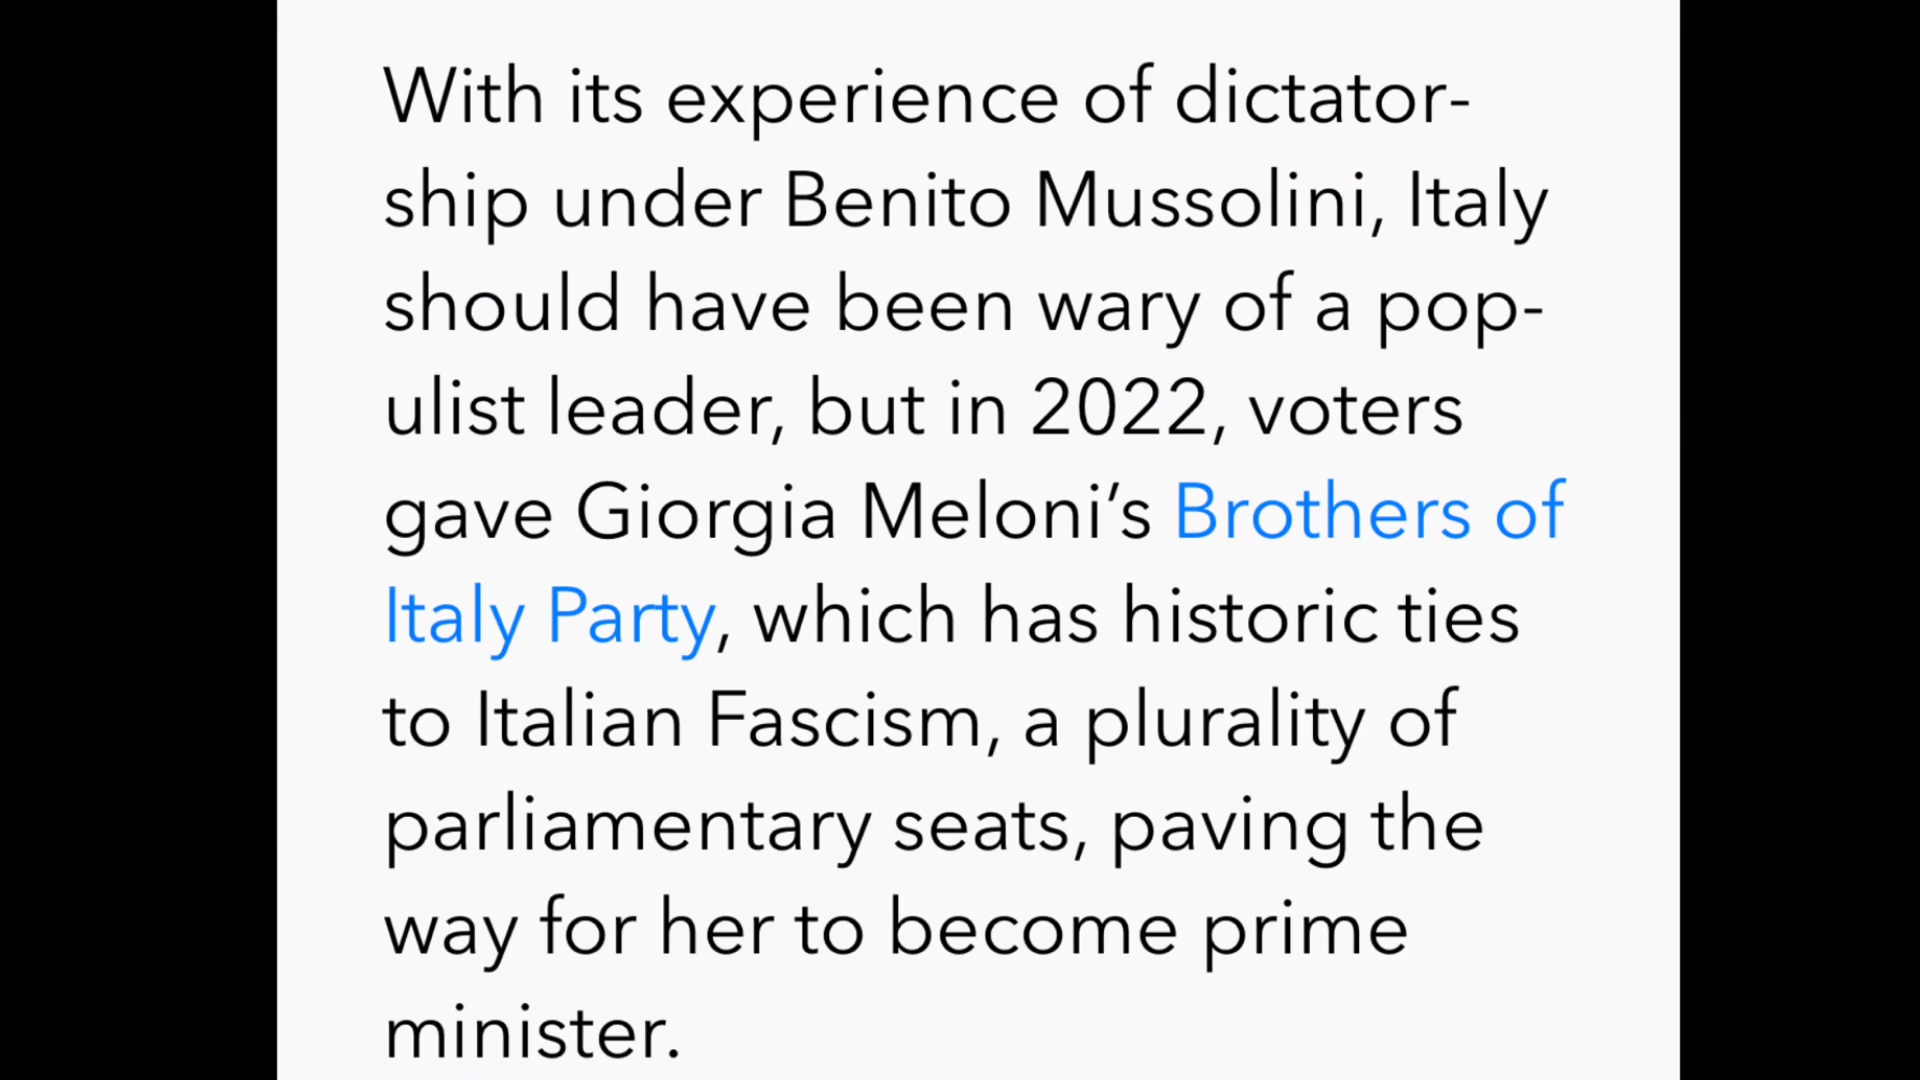 With its experience of dictator-
ship under Benito Mussolini, Italy
should have been wary of a pop-
ulist leader, but in 2022, voters
gave Giorgia Meloni’s Brothers of
Italy Party, which has historic ties
to Italian Fascism, a plurality of
parliamentary seats, paving the
way for her to become prime
minister.